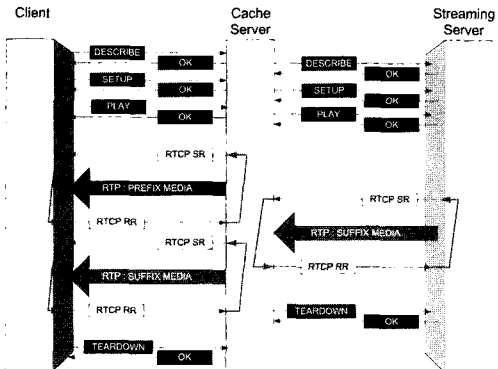 Client
Cache
Server
Streaming
Server
DESCRIBE
OK
DESCRIBE
OK
SETUP
OK
SETUP
OK
PLAY
OK
PLAY
OK
RTCP SR
RTP : PREFIX MEDIA
RTCP SR
RTCP RR
RTP : SUFFIX MEDIA
RTCP SR
RTCP RR
RTP : SUFFIX MEDIA
RTCP RR
TEARDOWN
OK
TEARDOWN
OK